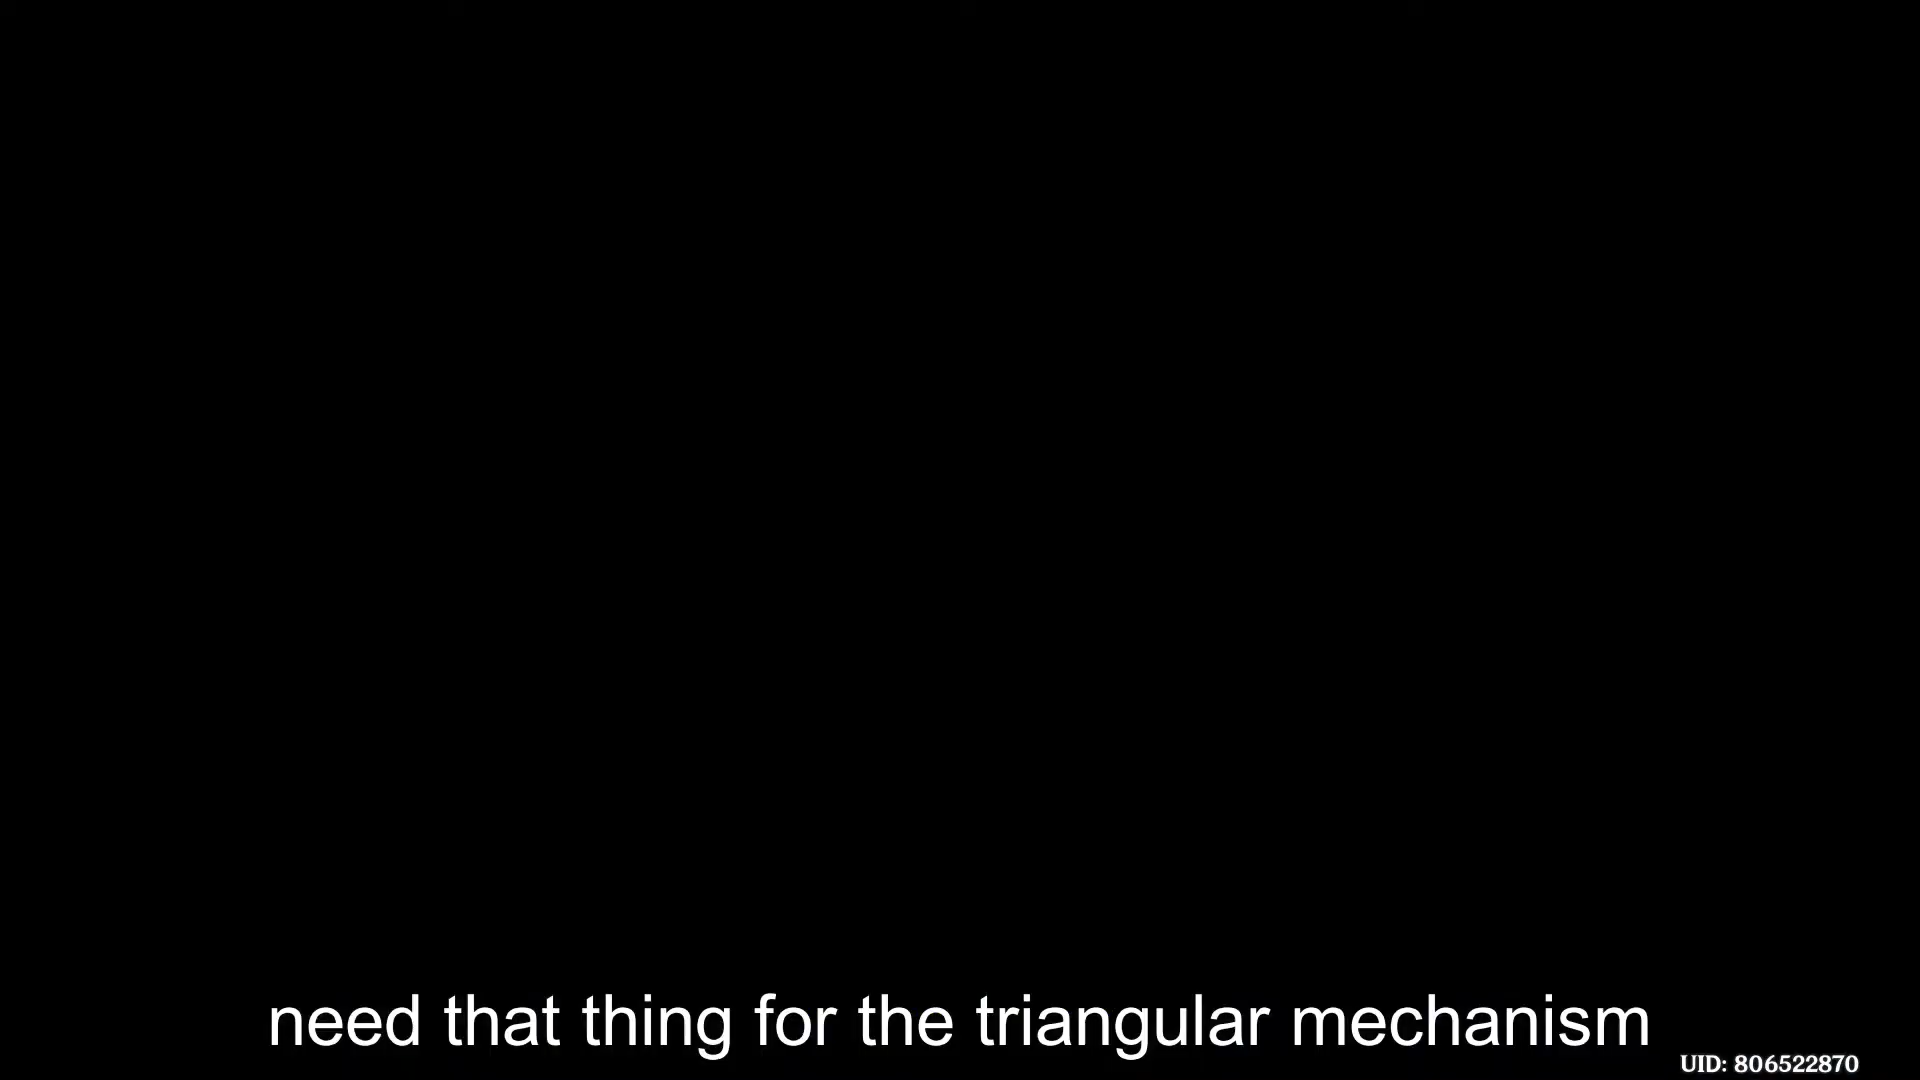 need that thing for the triangular mechanism
UID: 806522870